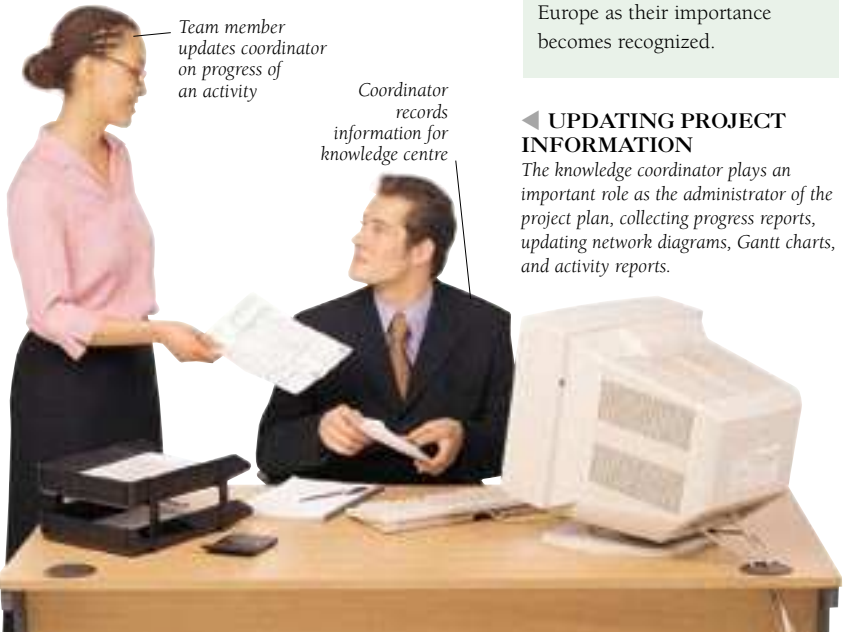 Europe as their importance
becomes recognized.
Team member
updates coordinator
on progress of
an activity
Coordinator
records
information for
knowledge centre
◀ UPDATING PROJECT
INFORMATION
The knowledge coordinator plays an
important role as the administrator of the
project plan, collecting progress reports,
updating network diagrams, Gantt charts,
and activity reports.